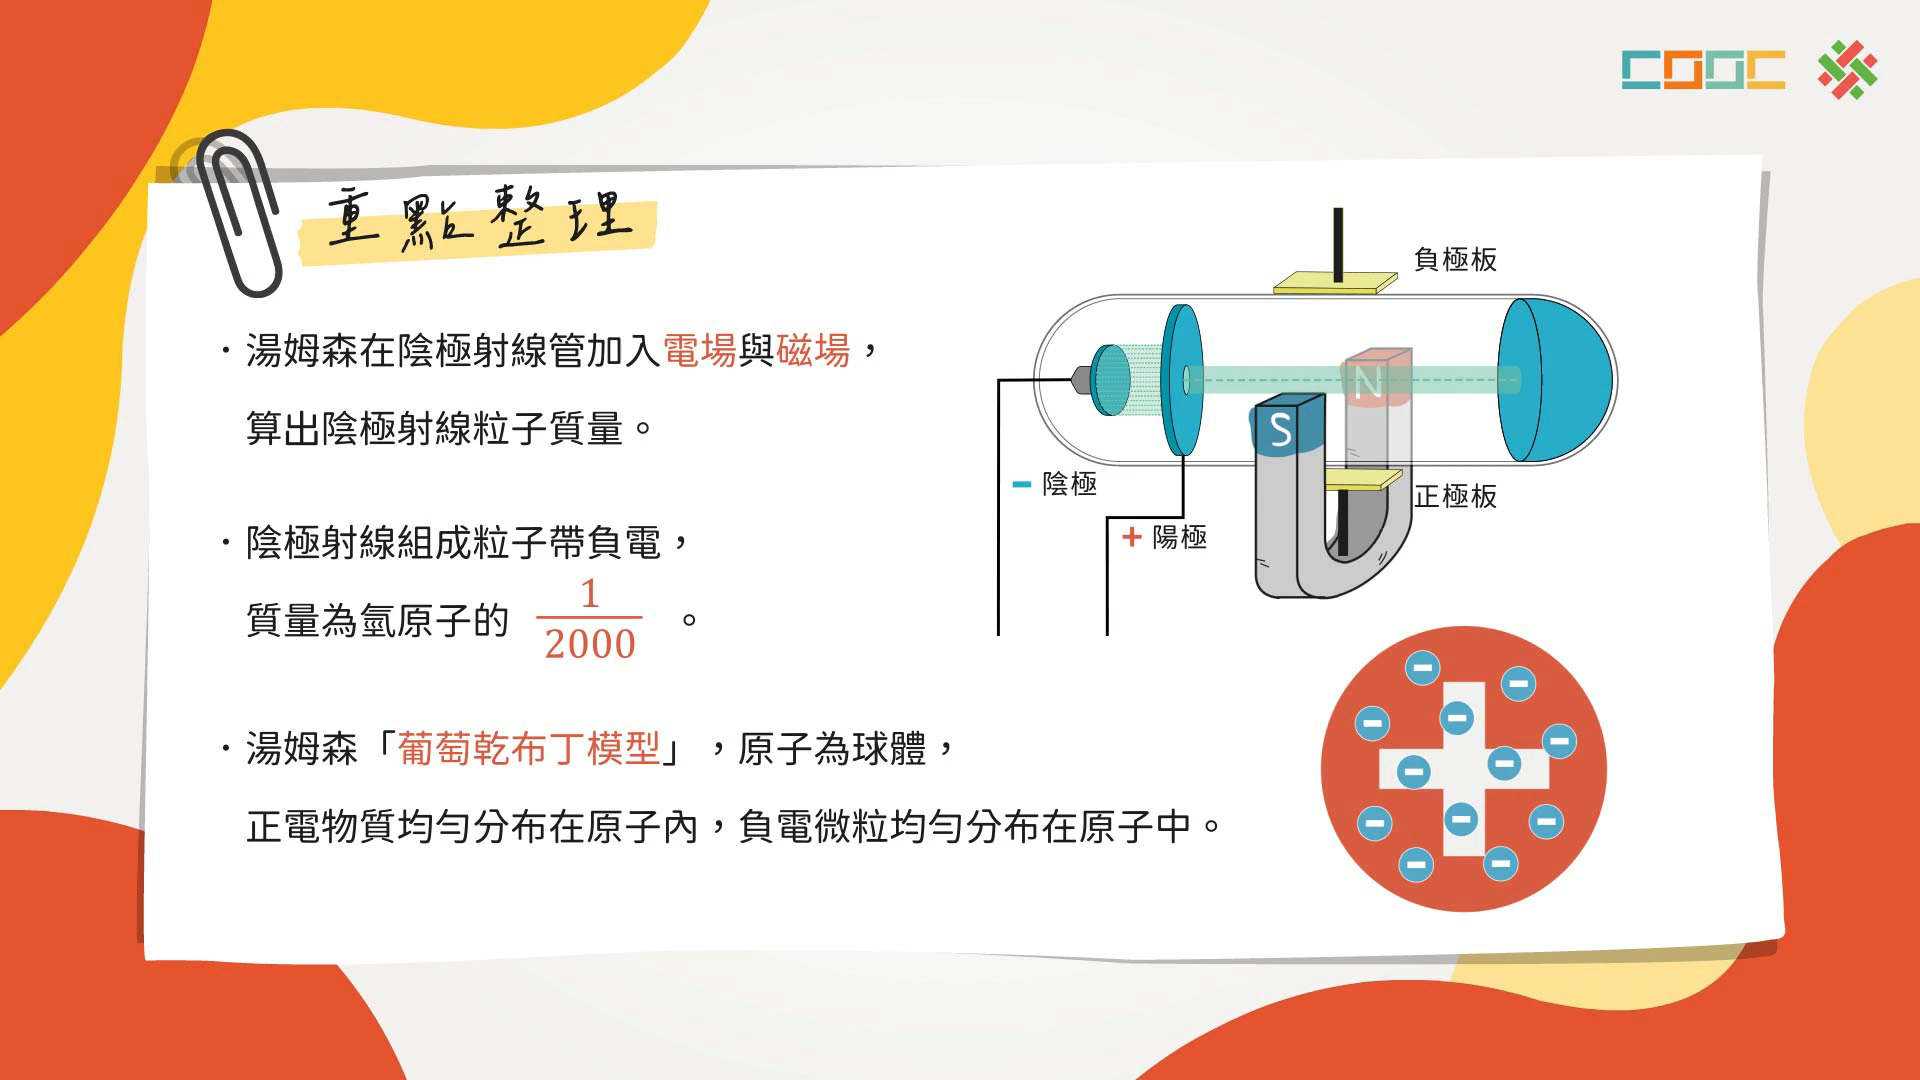 COOC
重點整理
・湯姆森在陰極射線管加入電場與磁場，
算出陰極射線粒子質量。
・陰極射線組成粒子帶負電，
質量為氫原子的 1/2000 。
・湯姆森「葡萄乾布丁模型」，原子為球體，
正電物質均勻分布在原子內，負電微粒均勻分布在原子中。
負極板
N
S
− 陰極
正極板
+ 陽極